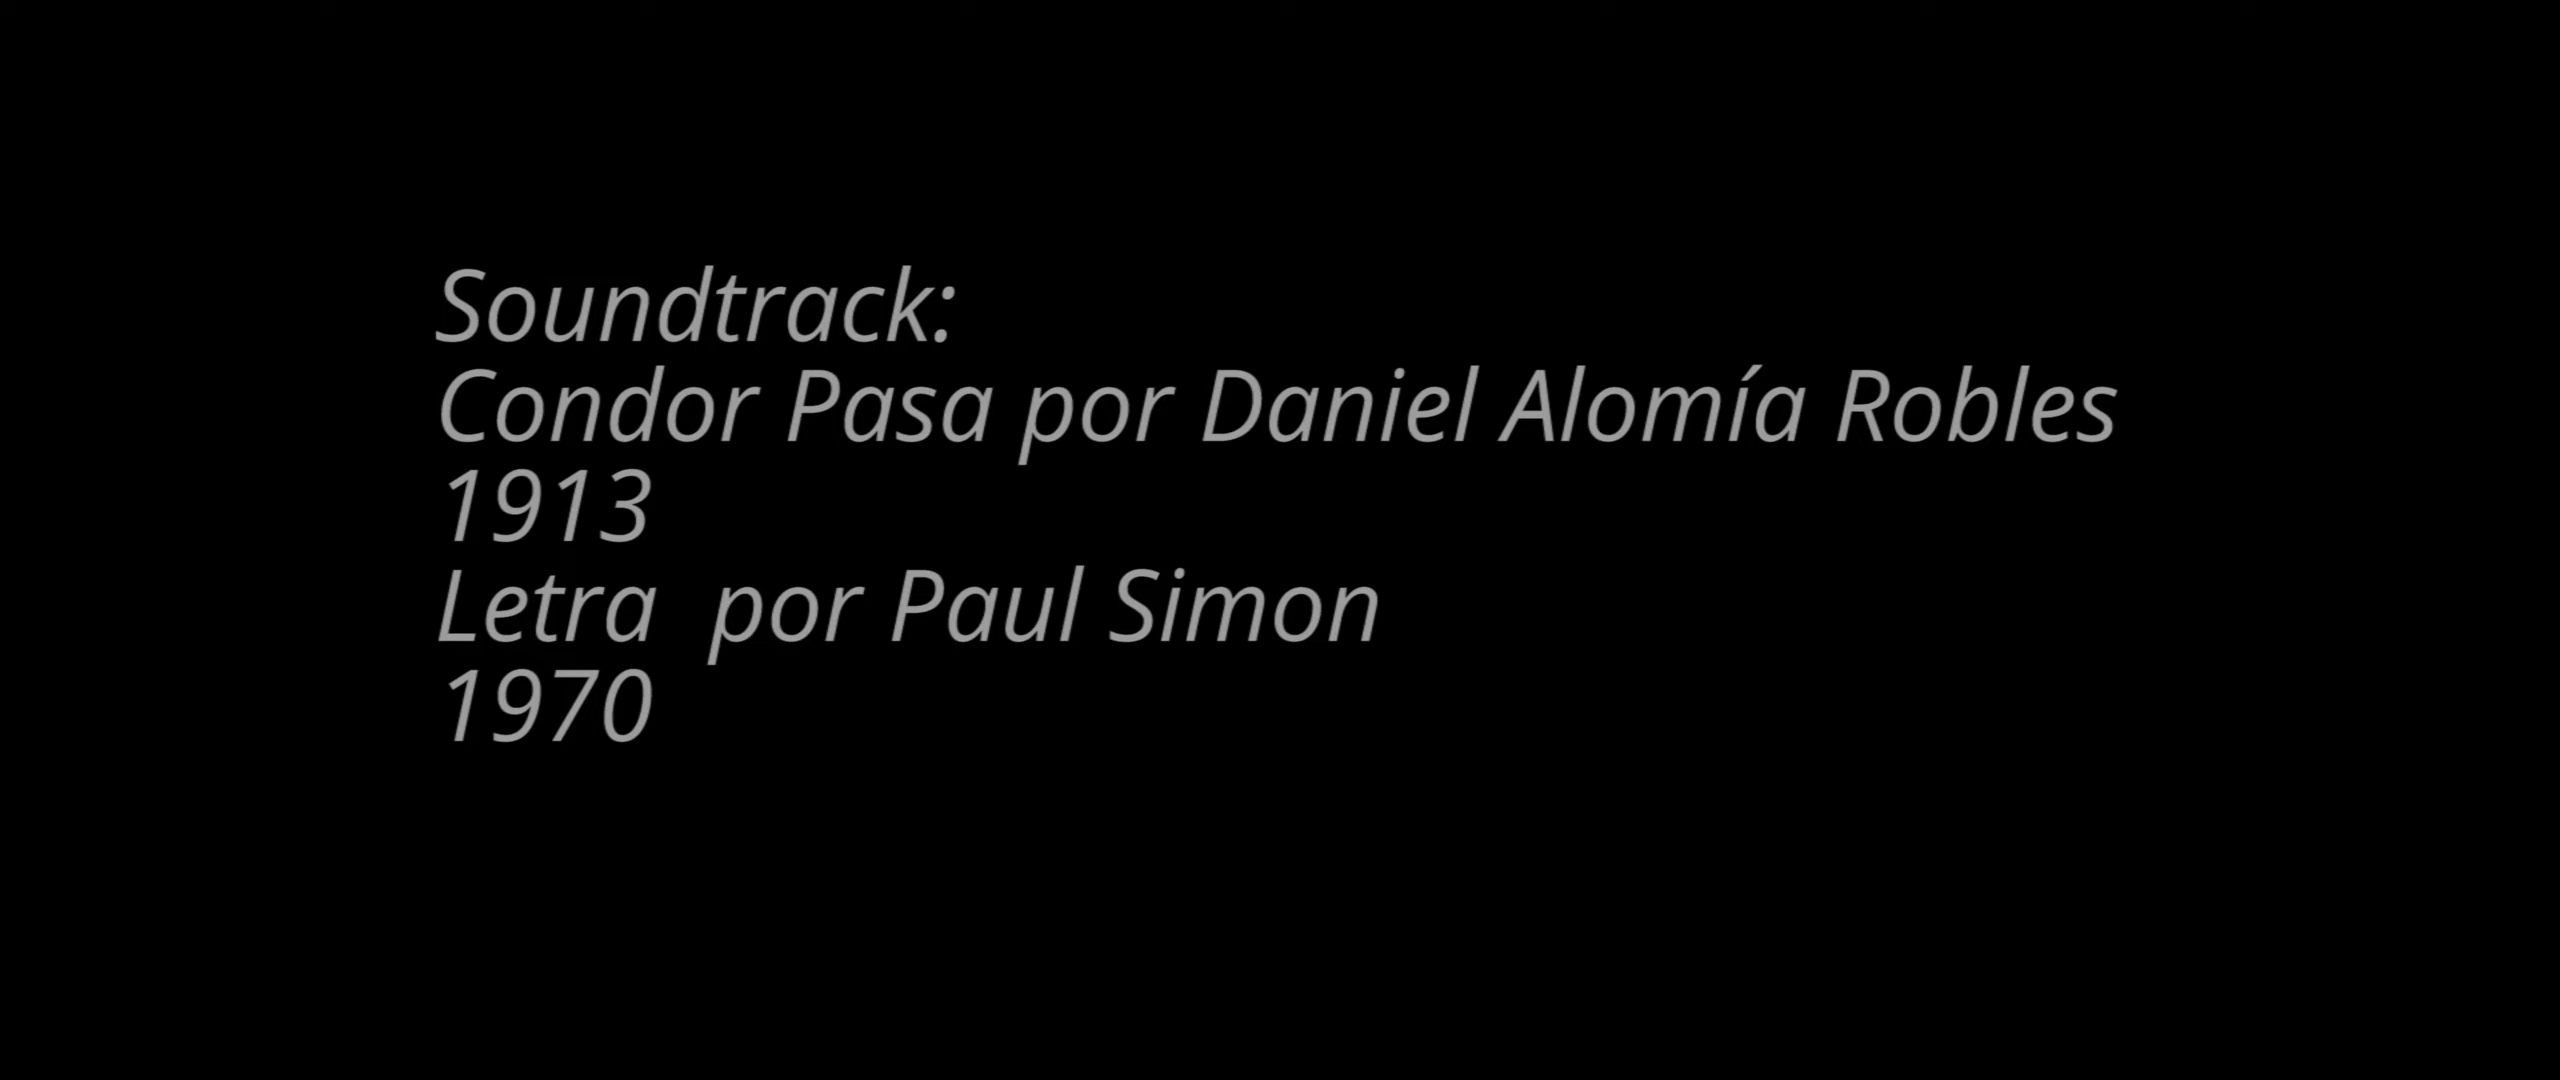 Soundtrack:
Condor Pasa por Daniel Alomía Robles
1913
Letra  por Paul Simon
1970